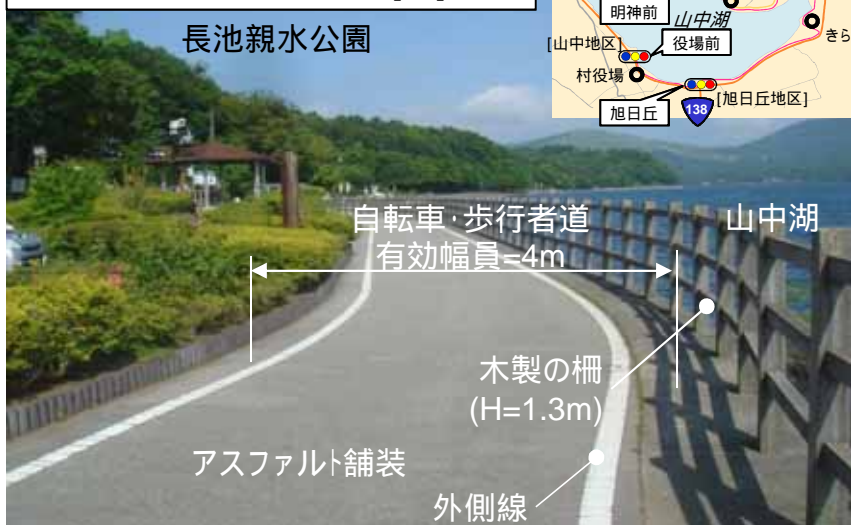 長池親水公園
明神前
山中湖
[山中地区]
役場前
きら
村役場
旭日丘
[旭日丘地区]
138
自転車・歩行者道
有効幅員=4m
山中湖
木製の柵
(H=1.3m)
アスファルト舗装
外側線